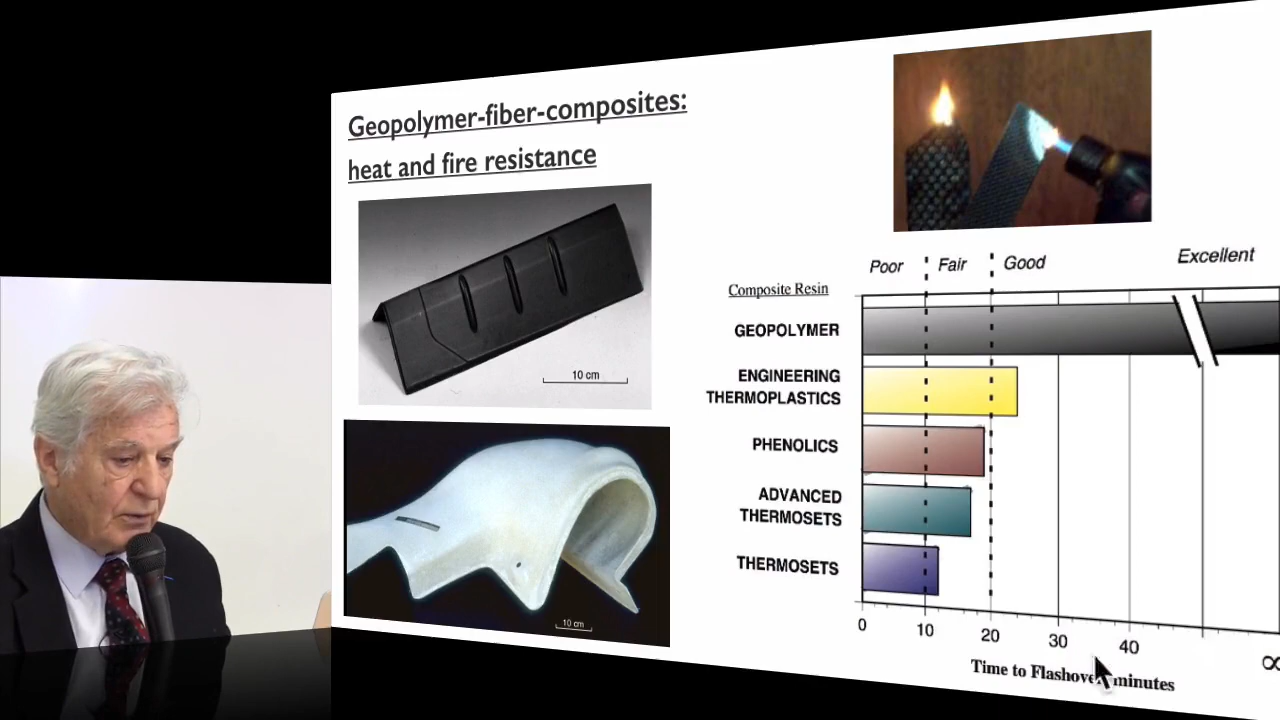 Geopolymer-fiber-composites:
heat and fire resistance
10 cm
10 cm
Poor Fair Good Excellent
Composite Resin
GEOPOLYMER
ENGINEERING
THERMOPLASTICS
PHENOLICS
ADVANCED
THERMOSETS
THERMOSETS
0 10 20 30 40 ∞
Time to Flashover minutes